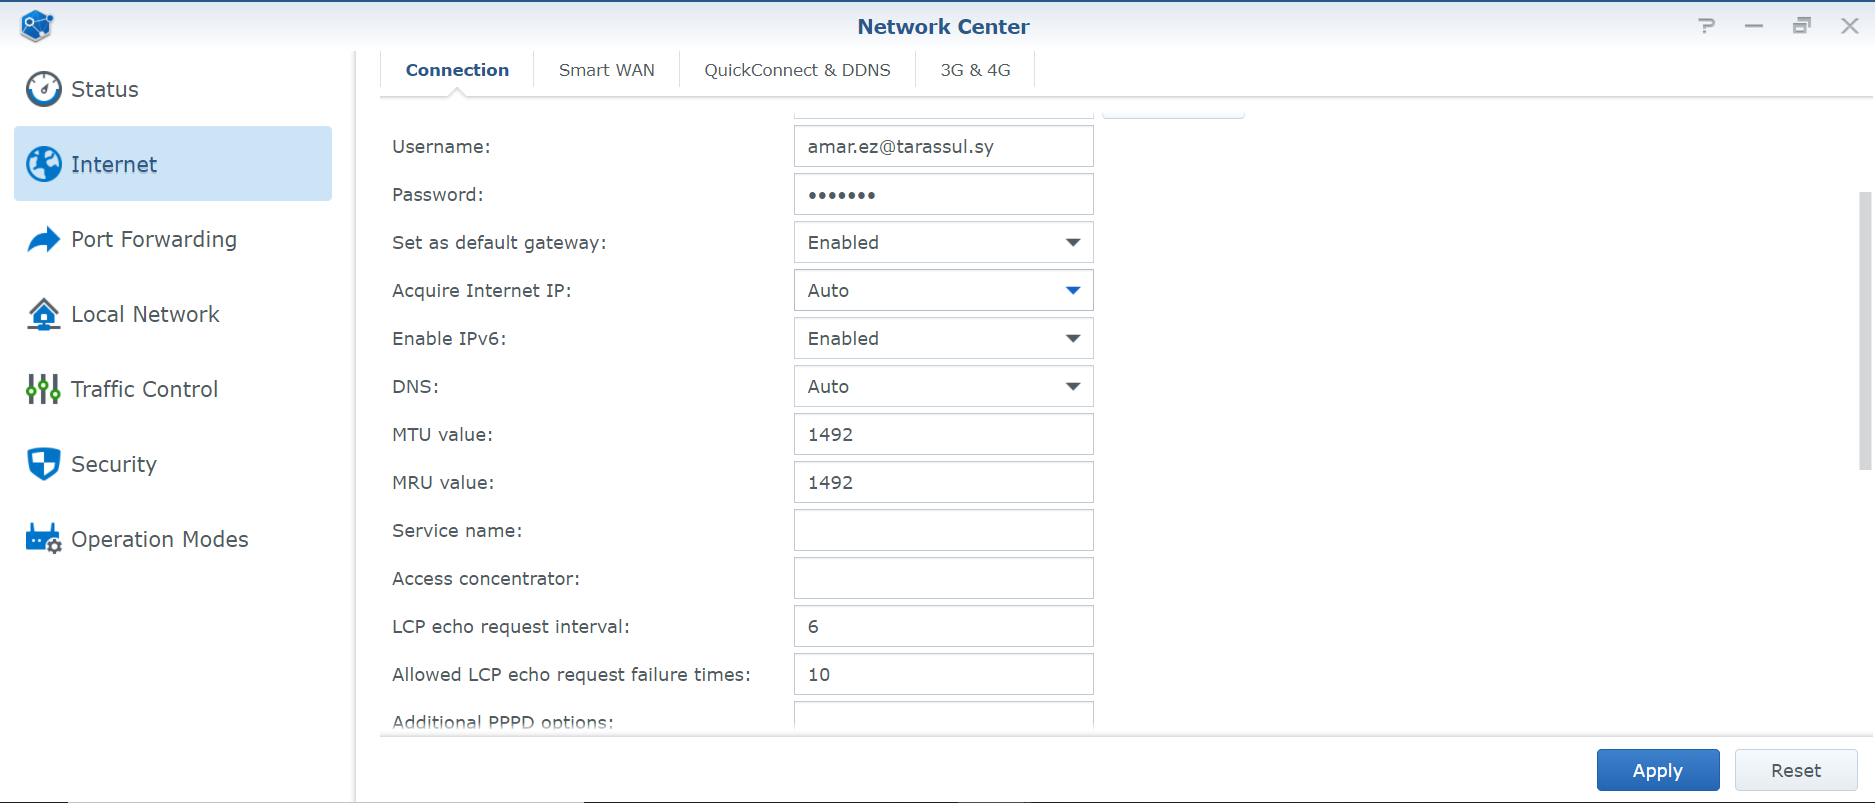 Network Center
Connection
Smart WAN
QuickConnect & DDNS
3G & 4G
Status
Internet
Port Forwarding
Local Network
Traffic Control
Security
Operation Modes
Username: amar.ez@tarassul.sy
Password: •••••••
Set as default gateway: Enabled
Acquire Internet IP: Auto
Enable IPv6: Enabled
DNS: Auto
MTU value: 1492
MRU value: 1492
Service name:
Access concentrator:
LCP echo request interval: 6
Allowed LCP echo request failure times: 10
Additional PPPD options:
Apply
Reset